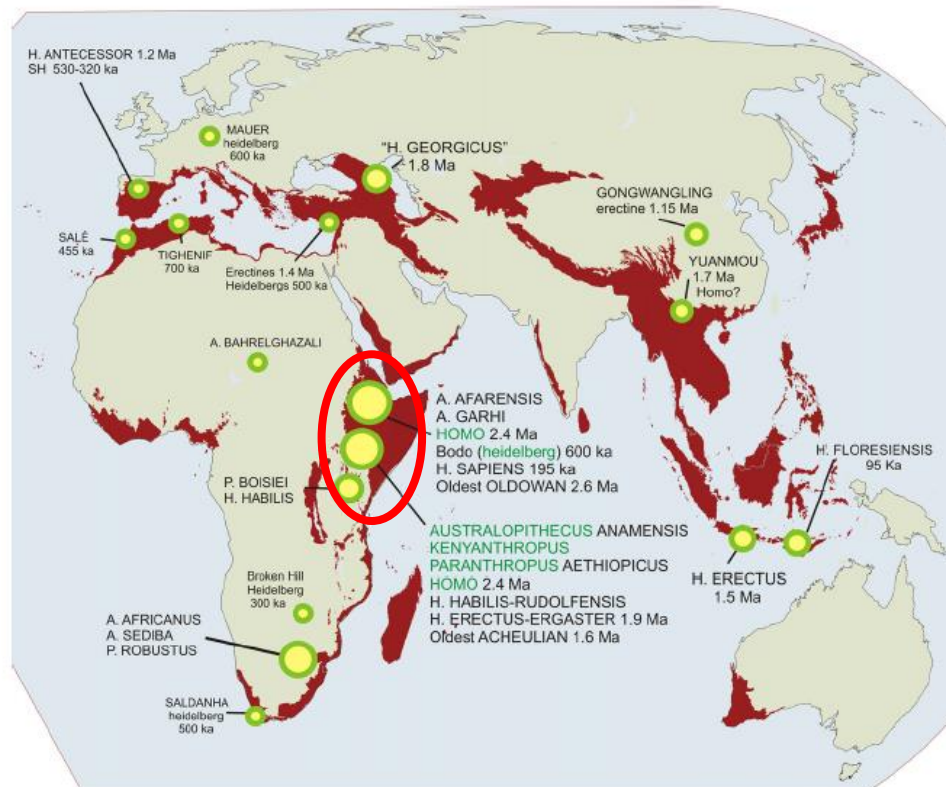 H. ANTECESSOR 1.2 Ma
SH 530-320 ka
MAUER
heidelberg
600 ka
"H. GEORGICUS"
1.8 Ma
GONGWANGLING
erectine 1.15 Ma
SALÊ
455 ka
TIGHENIF
700 ka
Erectines 1.4 Ma
Heidelbergs 500 ka
YUANMOU
1.7 Ma
Homo?
A. BAHRELGHAZALI
A. AFARENSIS
A. GARHI
HOMO 2.4 Ma
Bodo (heidelberg) 600 ka
H. SAPIENS 195 ka
Oldest OLDOWAN 2.6 Ma
H. FLORESIENSIS
95 Ka
P. BOISIEI
H. HABILIS
AUSTRALOPITHECUS ANAMENSIS
KENYANTHROPUS
PARANTHROPUS AETHIOPICUS
HOMO 2.4 Ma
H. HABILIS-RUDOLFENSIS
H. ERECTUS-ERGASTER 1.9 Ma
Oldest ACHEULIAN 1.6 Ma
H. ERECTUS
1.5 Ma
Broken Hill
Heidelberg
300 ka
A. AFRICANUS
A. SEDIBA
P. ROBUSTUS
SALDANHA
heidelberg
500 ka